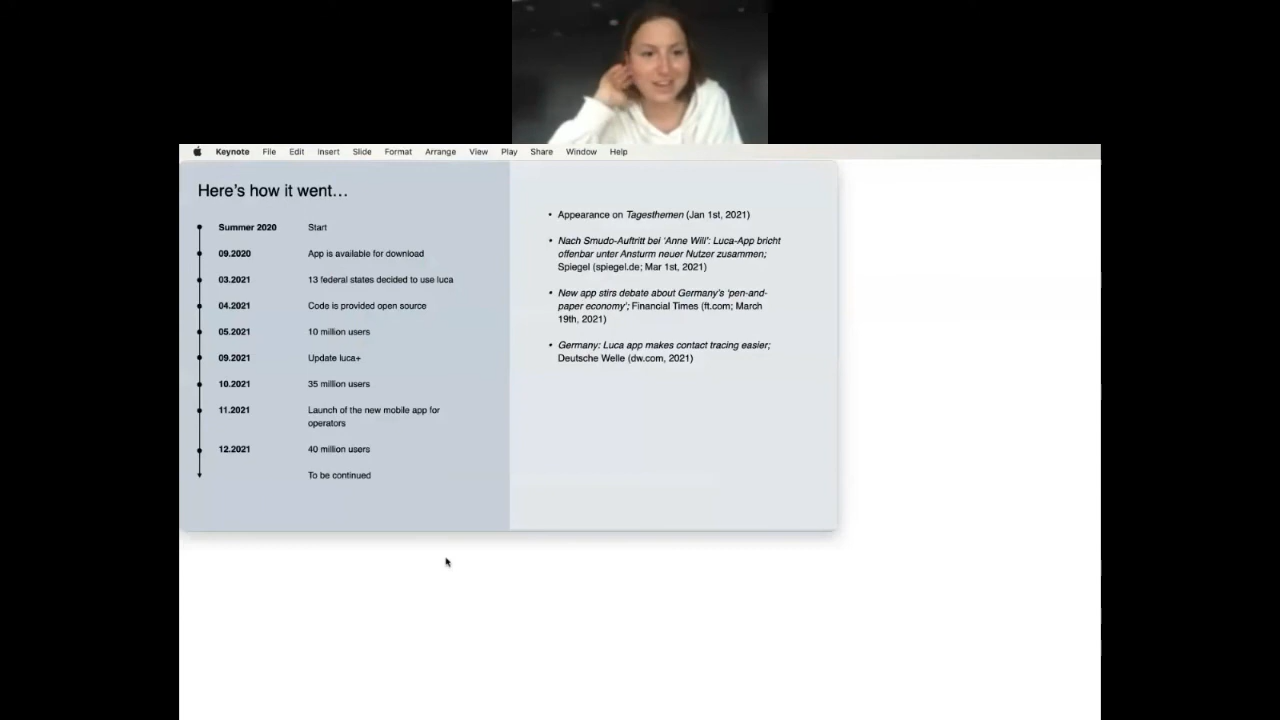 Keynote File Edit Insert Slide Format Arrange View Play Share Window Help
Here's how it went…
Summer 2020 Start
09.2020 App is available for download
03.2021 13 federal states decided to use luca
04.2021 Code is provided open source
05.2021 10 million users
09.2021 Update luca+
10.2021 35 million users
11.2021 Launch of the new mobile app for
operators
12.2021 40 million users
To be continued
• Appearance on Tagesthemen (Jan 1st, 2021)
• Nach Smudo-Auftritt bei 'Anne Will': Luca-App bricht
offenbar unter Ansturm neuer Nutzer zusammen;
Spiegel (spiegel.de; Mar 1st, 2021)
• New app stirs debate about Germany's 'pen-and-
paper economy'; Financial Times (ft.com; March
19th, 2021)
• Germany: Luca app makes contact tracing easier;
Deutsche Welle (dw.com, 2021)